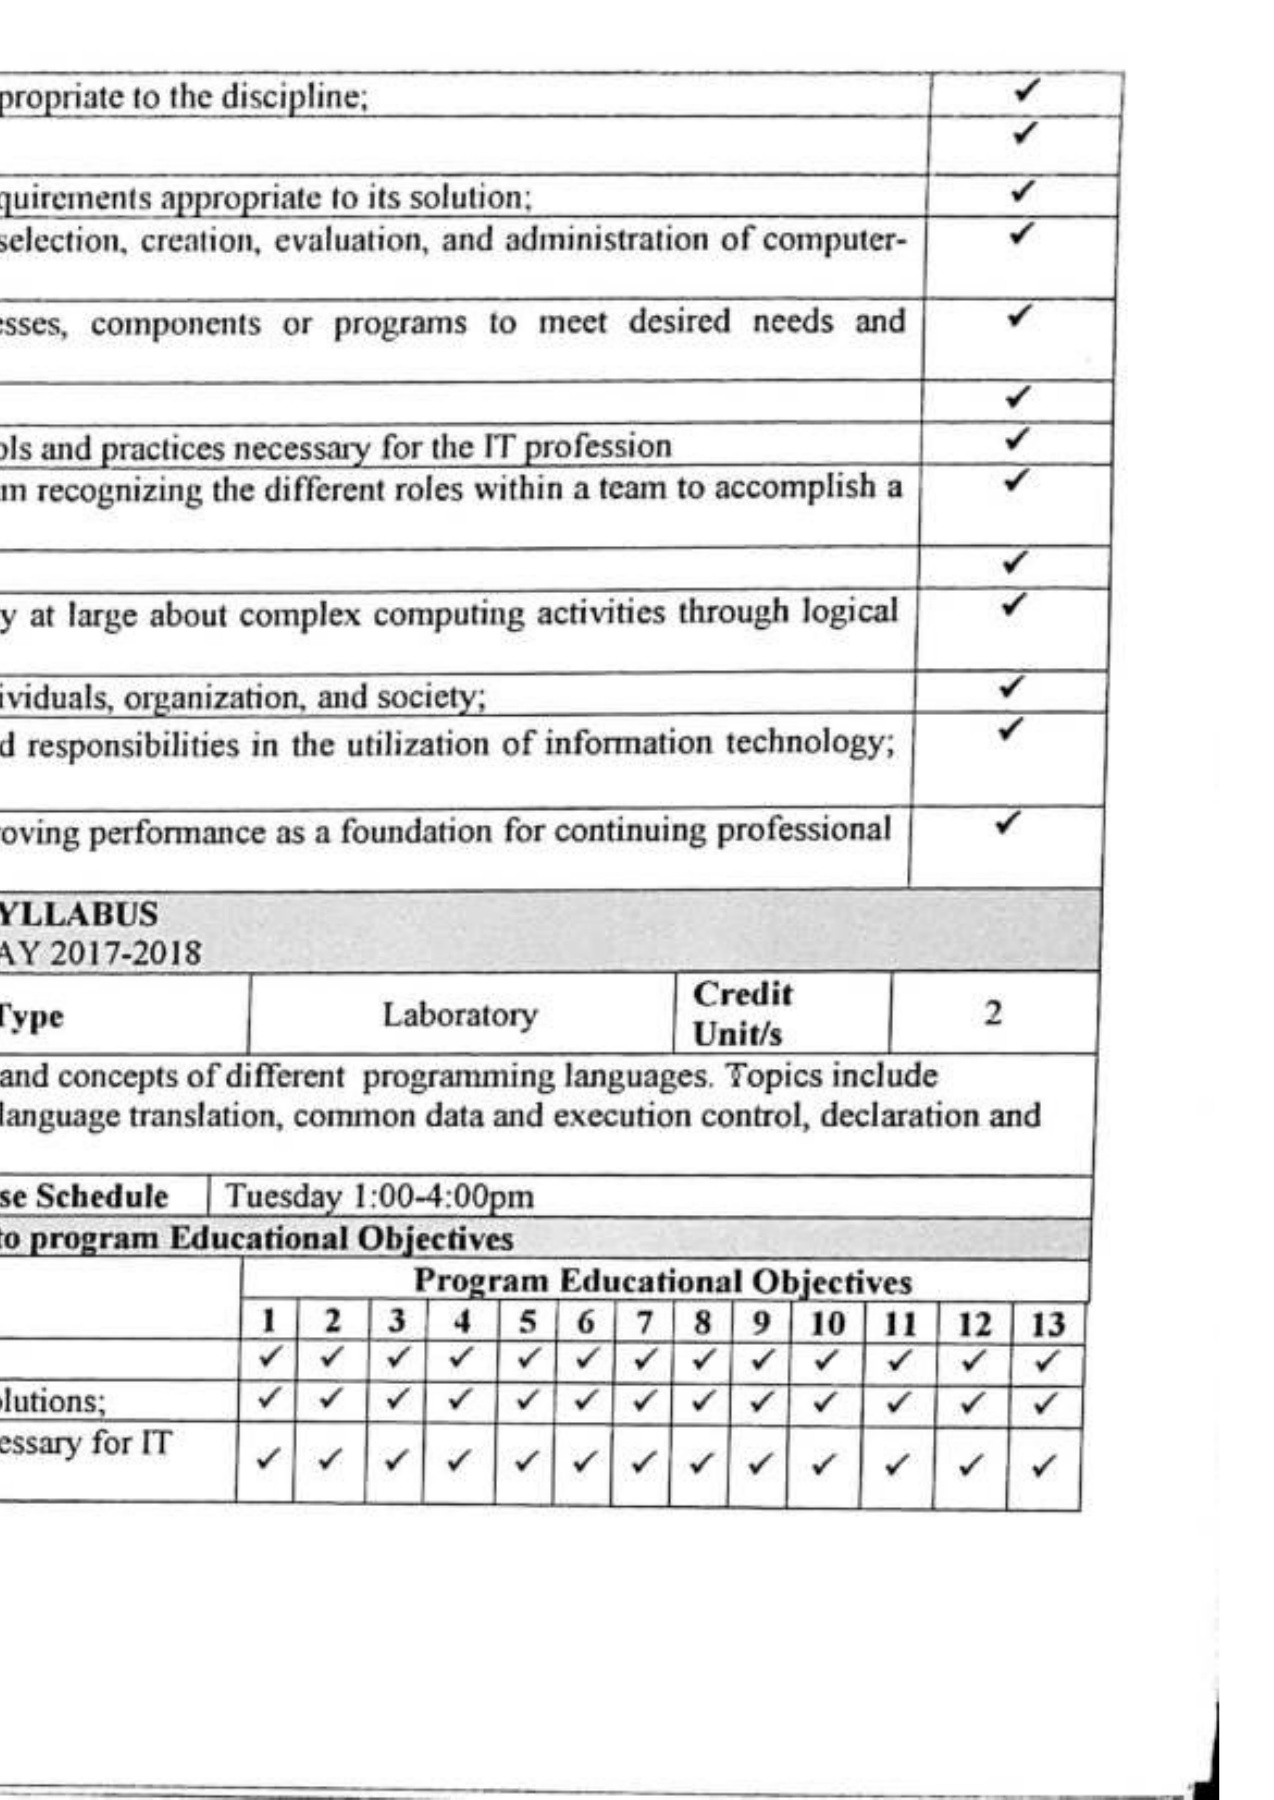 propriate to the discipline; ✓
✓
quirements appropriate to its solution; ✓
selection, creation, evaluation, and administration of computer- ✓
esses, components or programs to meet desired needs and ✓
✓
ols and practices necessary for the IT profession ✓
m recognizing the different roles within a team to accomplish a ✓
✓
y at large about complex computing activities through logical ✓
ividuals, organization, and society; ✓
d responsibilities in the utilization of information technology; ✓
oving performance as a foundation for continuing professional ✓
YLLABUS
AY 2017-2018
Type Laboratory Credit Unit/s 2
and concepts of different programming languages. Topics include
language translation, common data and execution control, declaration and
se Schedule Tuesday 1:00-4:00pm
to program Educational Objectives
Program Educational Objectives
1 2 3 4 5 6 7 8 9 10 11 12 13
✓ ✓ ✓ ✓ ✓ ✓ ✓ ✓ ✓ ✓ ✓ ✓ ✓
olutions; ✓ ✓ ✓ ✓ ✓ ✓ ✓ ✓ ✓ ✓ ✓ ✓ ✓
essary for IT ✓ ✓ ✓ ✓ ✓ ✓ ✓ ✓ ✓ ✓ ✓ ✓ ✓